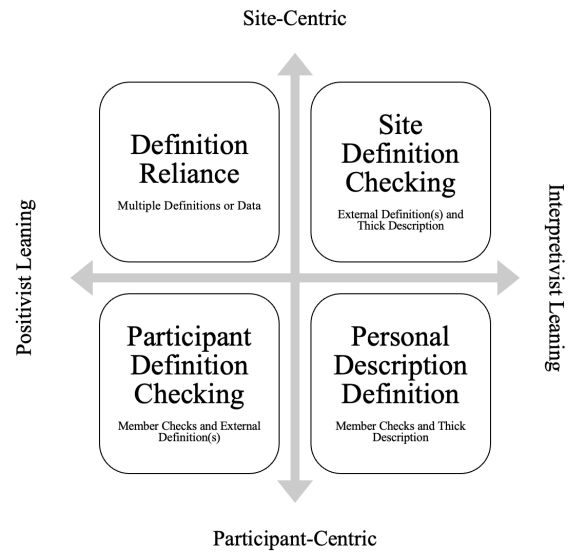 Site-Centric
Definition
Reliance
Multiple Definitions or Data
Site
Definition
Checking
External Definition(s) and
Thick Description
Positivist Leaning
Interpretivist Leaning
Participant
Definition
Checking
Member Checks and External
Definition(s)
Personal
Description
Definition
Member Checks and Thick
Description
Participant-Centric